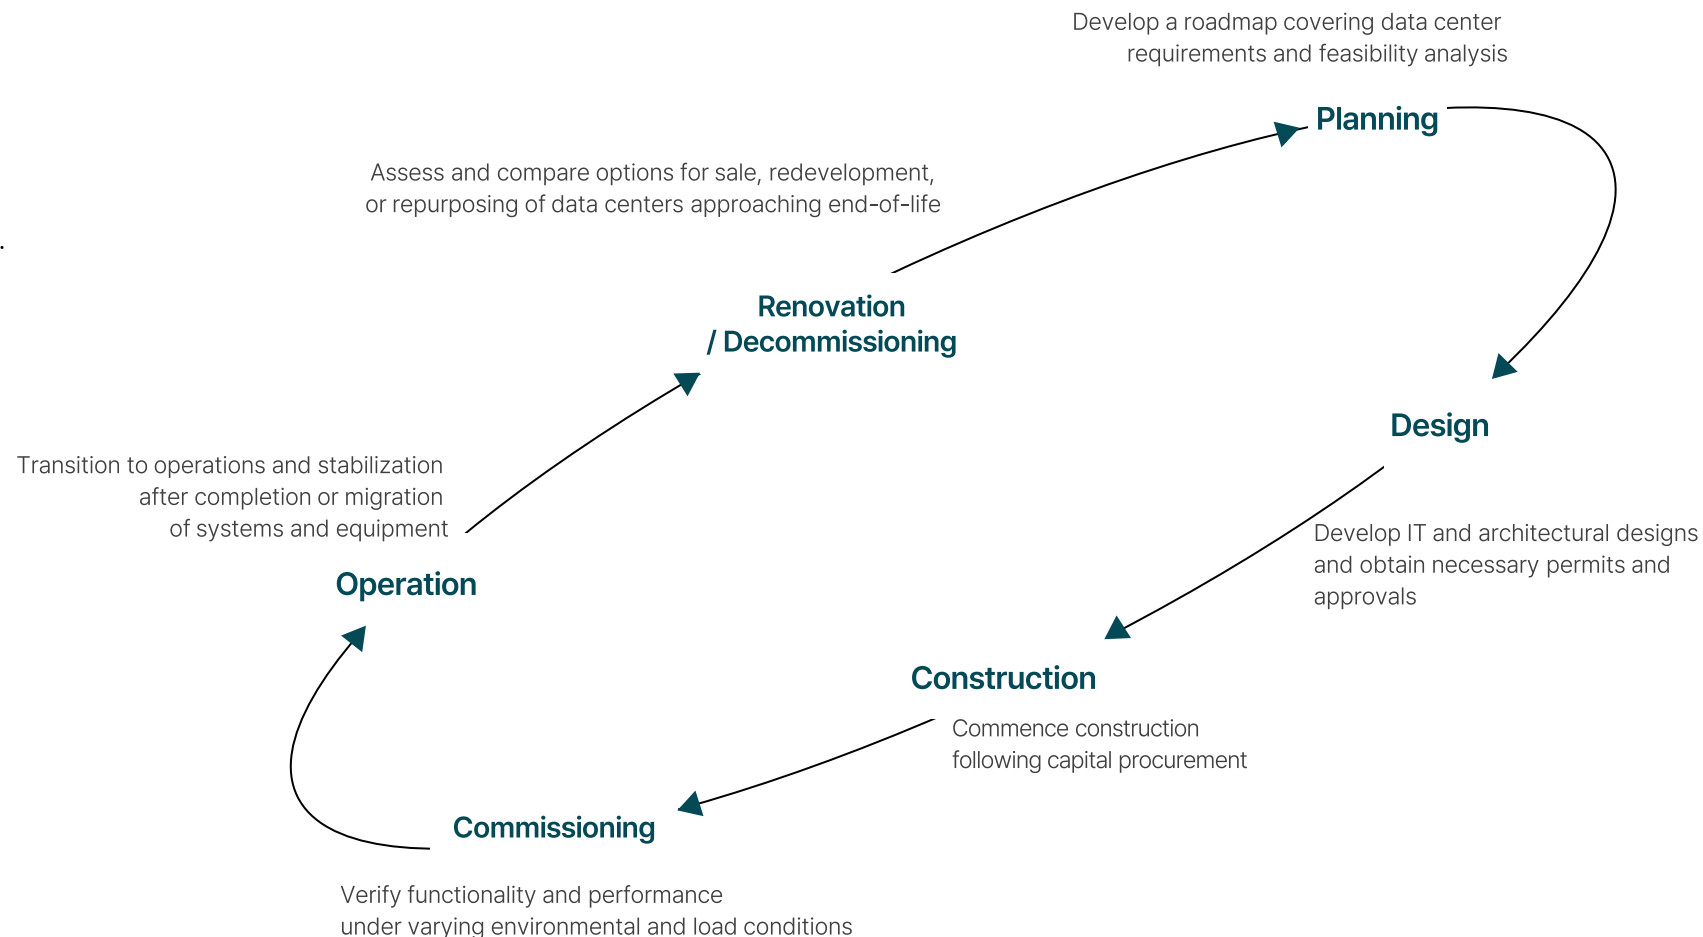 Develop a roadmap covering data center
requirements and feasibility analysis
Planning
Assess and compare options for sale, redevelopment,
or repurposing of data centers approaching end-of-life
.
Renovation
/ Decommissioning
Design
Transition to operations and stabilization
after completion or migration
of systems and equipment
Develop IT and architectural designs
and obtain necessary permits and
approvals
Operation
Construction
Commence construction
following capital procurement
Commissioning
Verify functionality and performance
under varying environmental and load conditions